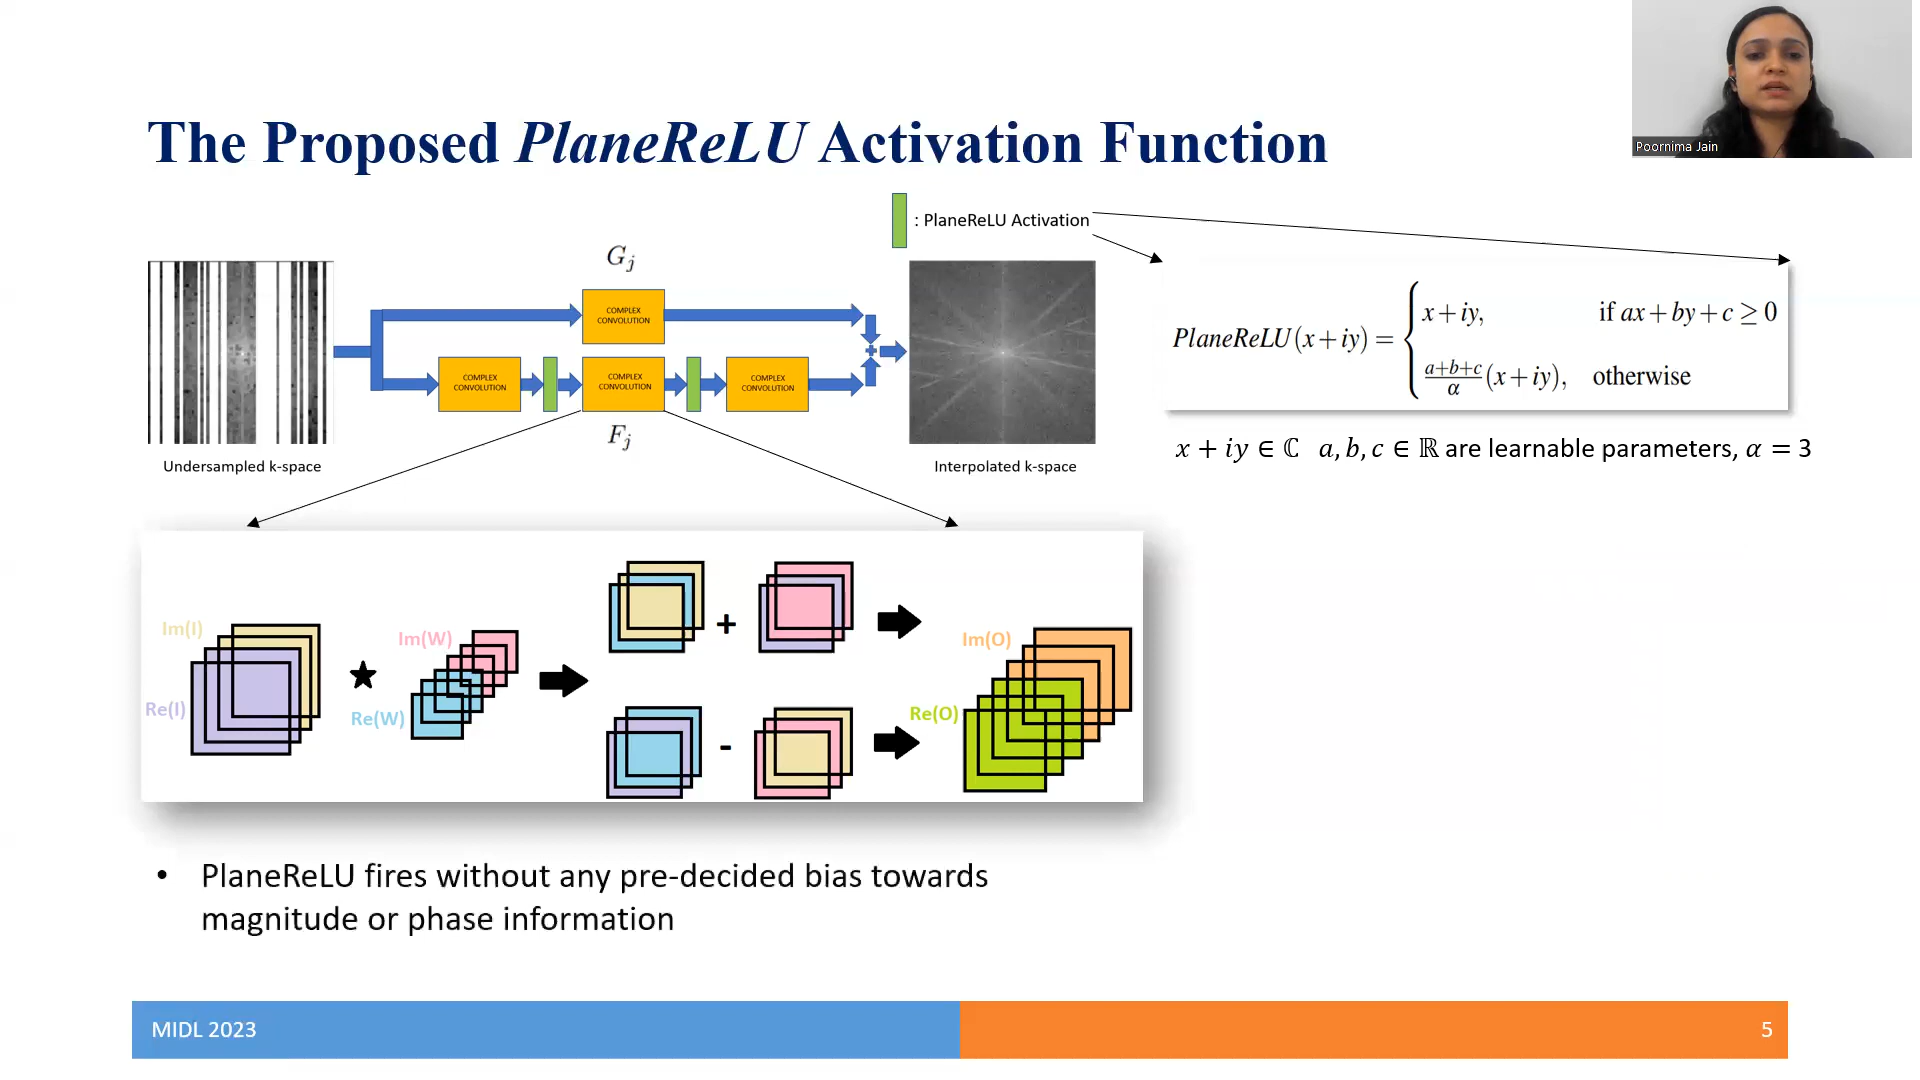 Poornima Jain
The Proposed PlaneReLU Activation Function
: PlaneReLU Activation
G_j
COMPLEX
CONVOLUTION
COMPLEX
CONVOLUTION
COMPLEX
CONVOLUTION
COMPLEX
CONVOLUTION
+
F_j
Undersampled k-space
Interpolated k-space
PlaneReLU(x+iy) = { x+iy, if ax+by+c ≥ 0
(a+b+c)/α (x+iy), otherwise
x + iy ∈ ℂ a, b, c ∈ ℝ are learnable parameters, α = 3
Im(I)
Re(I)
Im(W)
Re(W)
+
-
Im(O)
Re(O)
• PlaneReLU fires without any pre-decided bias towards
magnitude or phase information
MIDL 2023
5